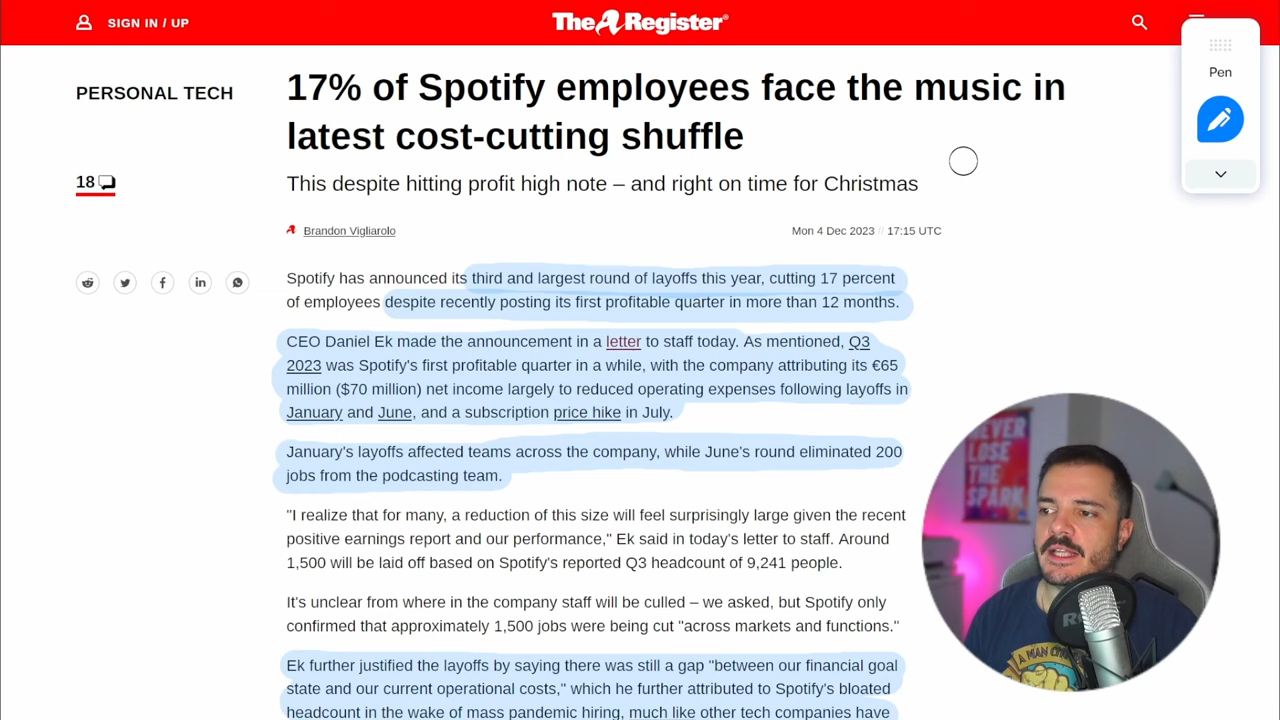 SIGN IN / UP
The Register
Pen
PERSONAL TECH
17% of Spotify employees face the music in
latest cost-cutting shuffle
18
This despite hitting profit high note – and right on time for Christmas
Brandon Vigliarolo
Mon 4 Dec 2023 // 17:15 UTC
Spotify has announced its third and largest round of layoffs this year, cutting 17 percent
of employees despite recently posting its first profitable quarter in more than 12 months.
CEO Daniel Ek made the announcement in a letter to staff today. As mentioned, Q3
2023 was Spotify's first profitable quarter in a while, with the company attributing its €65
million ($70 million) net income largely to reduced operating expenses following layoffs in
January and June, and a subscription price hike in July.
January's layoffs affected teams across the company, while June's round eliminated 200
jobs from the podcasting team.
"I realize that for many, a reduction of this size will feel surprisingly large given the recent
positive earnings report and our performance," Ek said in today's letter to staff. Around
1,500 will be laid off based on Spotify's reported Q3 headcount of 9,241 people.
It's unclear from where in the company staff will be culled – we asked, but Spotify only
confirmed that approximately 1,500 jobs were being cut "across markets and functions."
Ek further justified the layoffs by saying there was still a gap "between our financial goal
state and our current operational costs," which he further attributed to Spotify's bloated
headcount in the wake of mass pandemic hiring, much like other tech companies have
NEVER
LOSE
THE
SPARK
A MAN